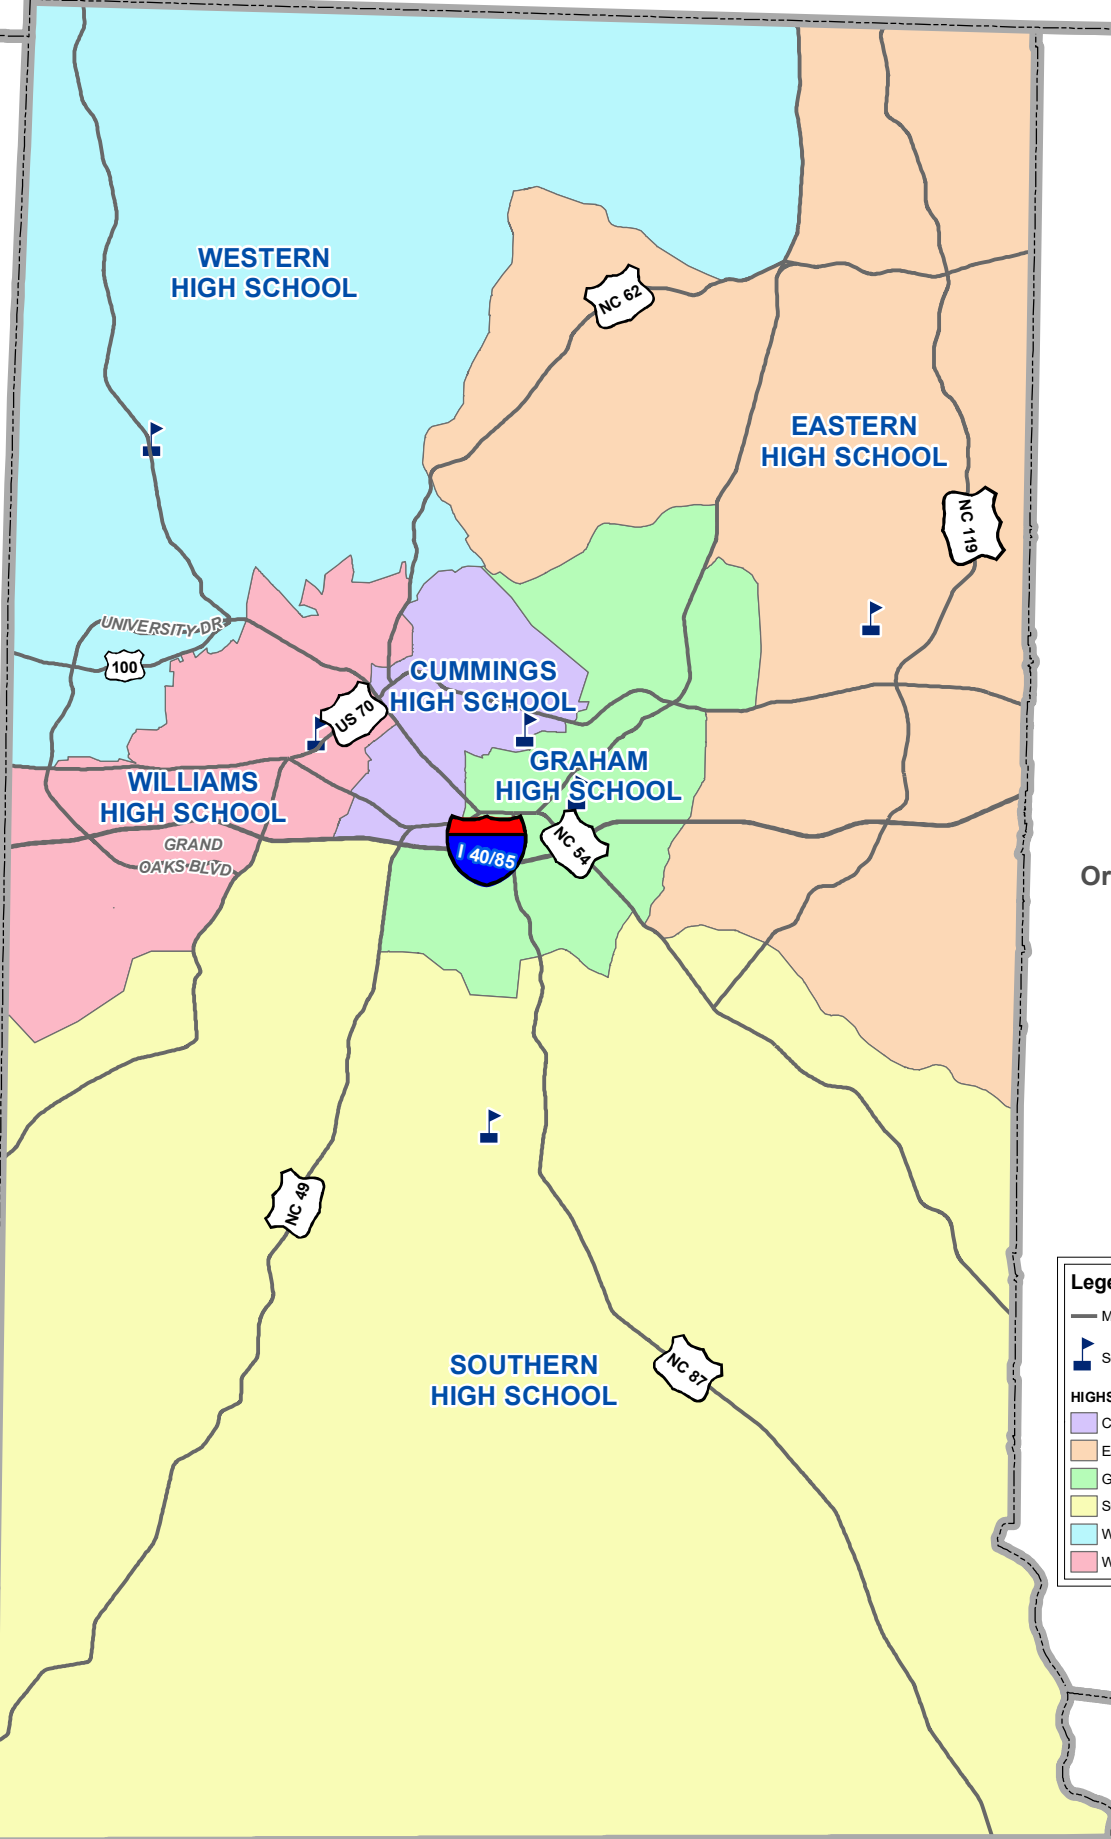 WESTERN
HIGH SCHOOL
NC 62
EASTERN
HIGH SCHOOL
NC 119
UNIVERSITY DR
100
CUMMINGS
HIGH SCHOOL
US 70
GRAHAM
HIGH SCHOOL
WILLIAMS
HIGH SCHOOL
GRAND
OAKS BLVD
I 40/85
NC 54
Or
NC 49
SOUTHERN
HIGH SCHOOL
NC 87
Lege
M
S
HIGHS
C
E
G
S
W
W